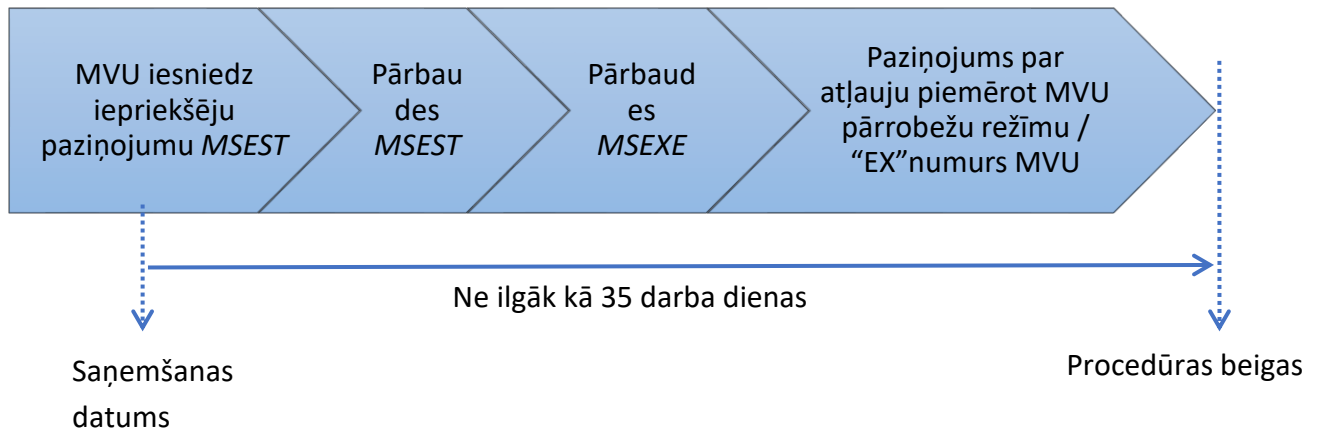 MVU iesniedz
iepriekšēju
paziņojumu MSEST
Pārbau
des
MSEST
Pārbaud
es
MSEXE
Paziņojums par
atļauju piemērot MVU
pārrobežu režīmu /
“EX”numurs MVU
Ne ilgāk kā 35 darba dienas
Saņemšanas
datums
Procedūras beigas